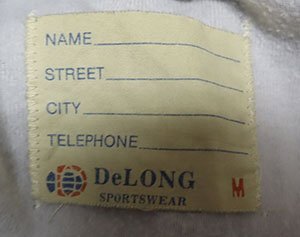 NAME
STREET
CITY
TELEPHONE
DeLONG M
SPORTSWEAR